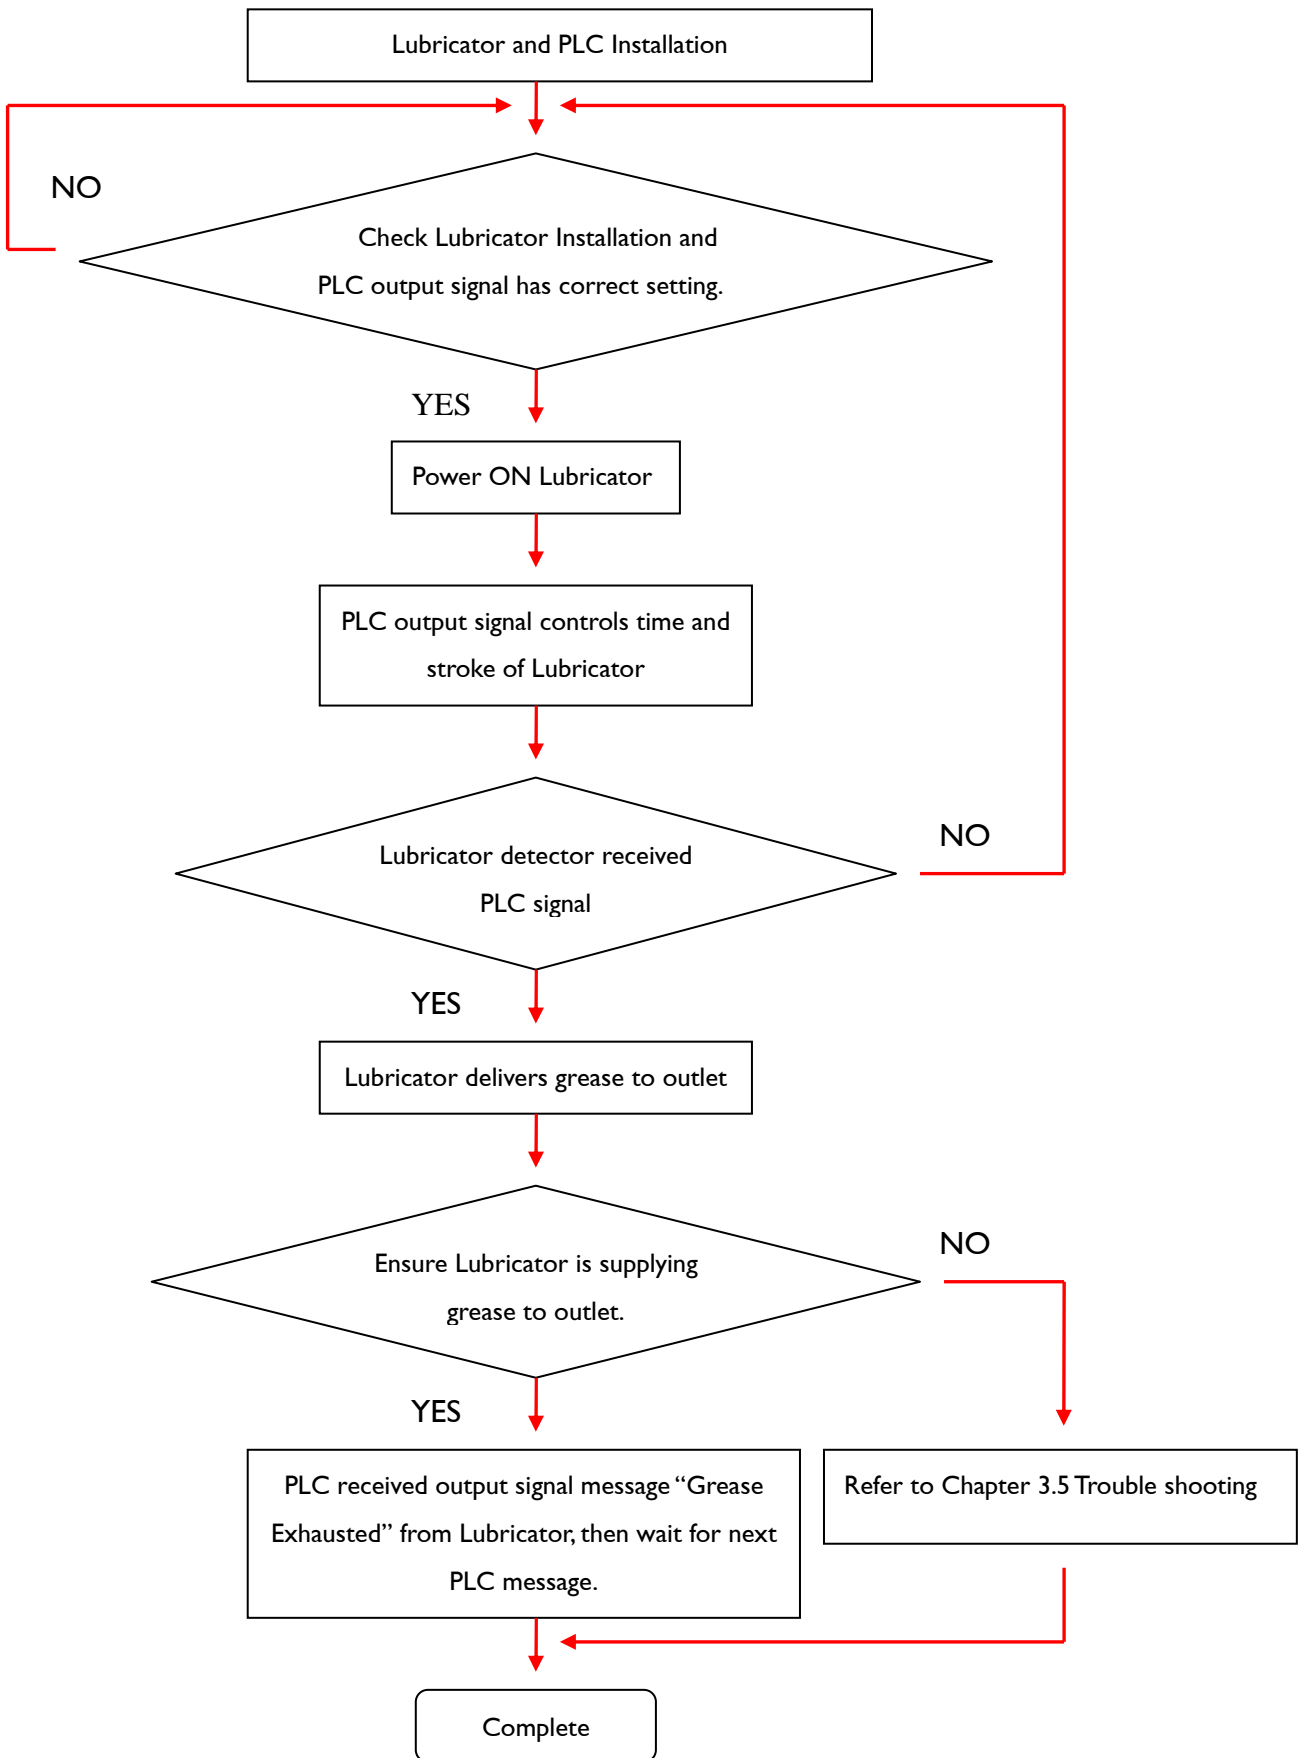 Lubricator and PLC Installation
NO
Check Lubricator Installation and
PLC output signal has correct setting.
YES
Power ON Lubricator
PLC output signal controls time and
stroke of Lubricator
NO
Lubricator detector received
PLC signal
YES
Lubricator delivers grease to outlet
NO
Ensure Lubricator is supplying
grease to outlet.
YES
PLC received output signal message “Grease
Exhausted” from Lubricator, then wait for next
PLC message.
Refer to Chapter 3.5 Trouble shooting
Complete